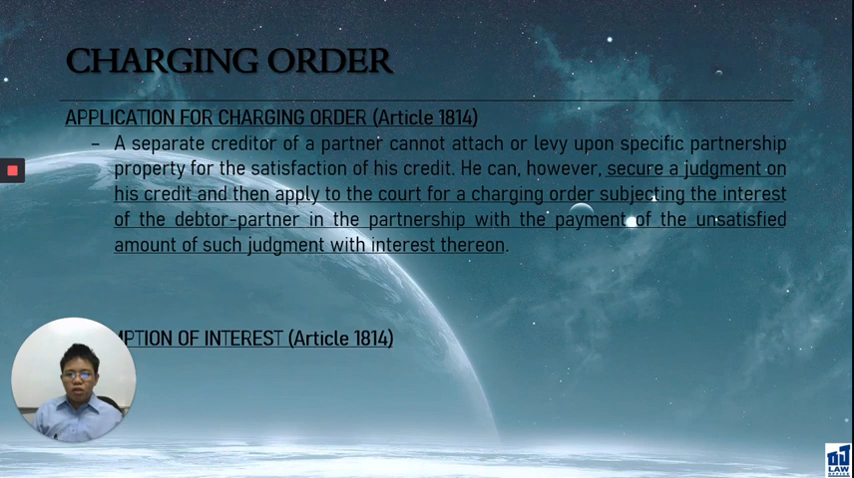 CHARGING ORDER
APPLICATION FOR CHARGING ORDER (Article 1814)
– A separate creditor of a partner cannot attach or levy upon specific partnership
property for the satisfaction of his credit. He can, however, secure a judgment on
his credit and then apply to the court for a charging order subjecting the interest
of the debtor-partner in the partnership with the payment of the unsatisfied
amount of such judgment with interest thereon.
OF INTEREST (Article 1814)
LAW
OFFICE